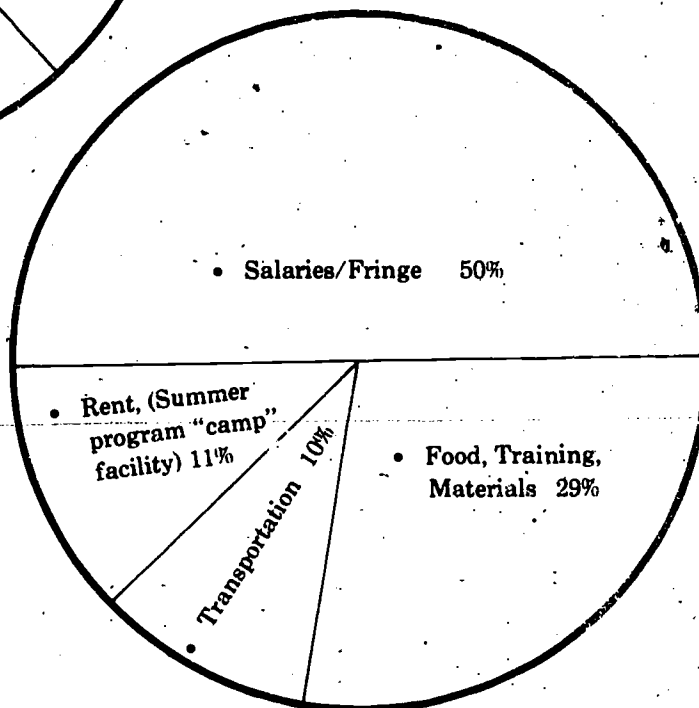 • Salaries/Fringe 50%
• Rent, (Summer
program "camp"
facility) 11%
• Transportation 10%
• Food, Training,
Materials 29%